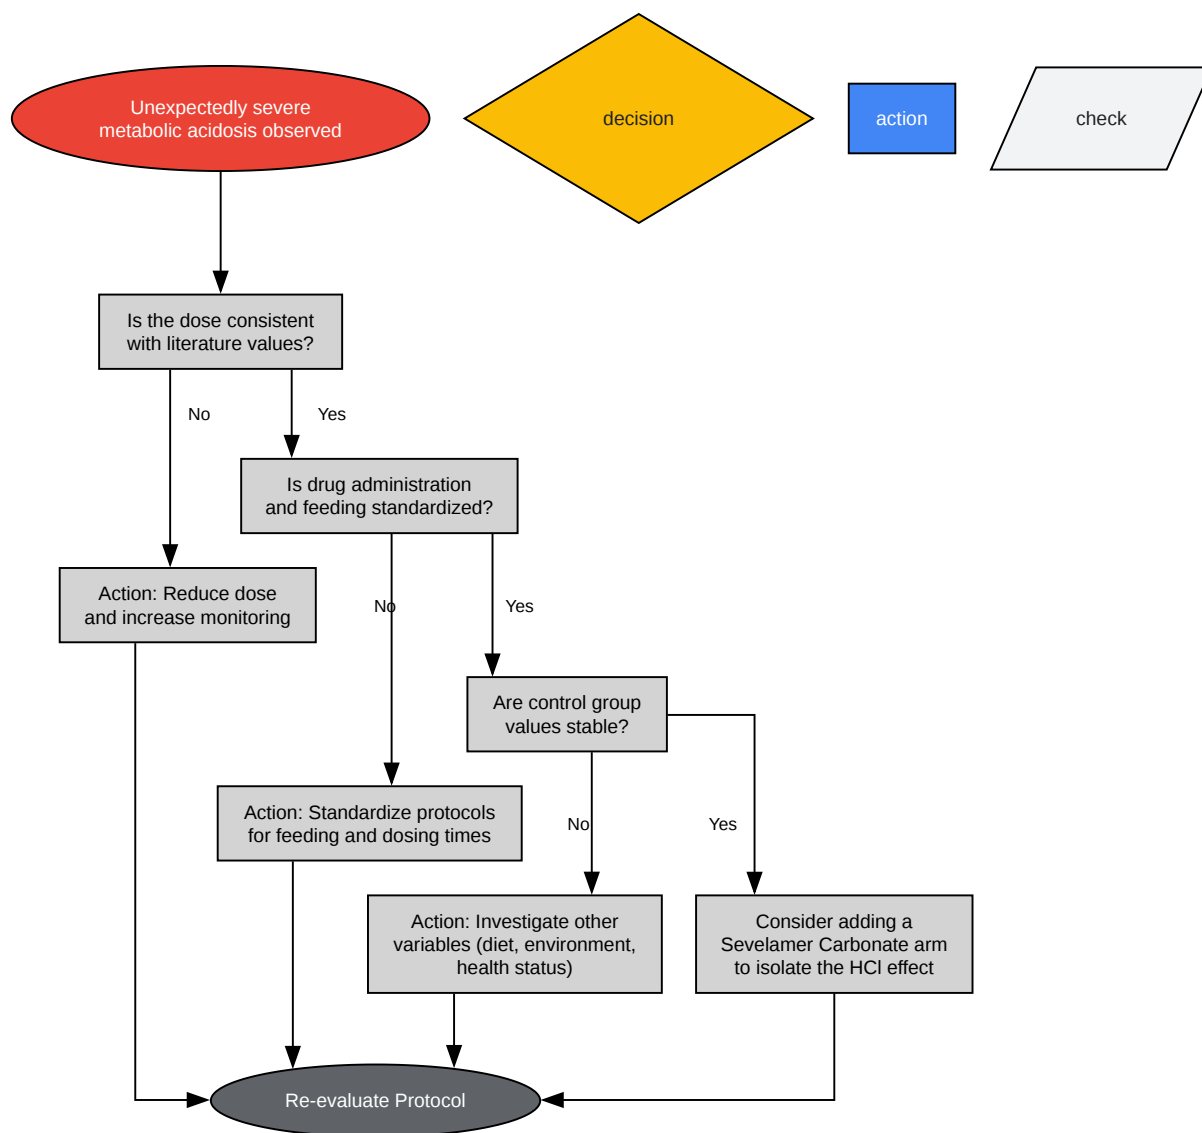 Unexpectedly severe
metabolic acidosis observed
decision
action
check
Is the dose consistent
with literature values?
No
Yes
Is drug administration
and feeding standardized?
Action: Reduce dose
and increase monitoring
No
Yes
Are control group
values stable?
Action: Standardize protocols
for feeding and dosing times
No
Yes
Action: Investigate other
variables (diet, environment,
health status)
Consider adding a
Sevelamer Carbonate arm
to isolate the HCl effect
Re-evaluate Protocol